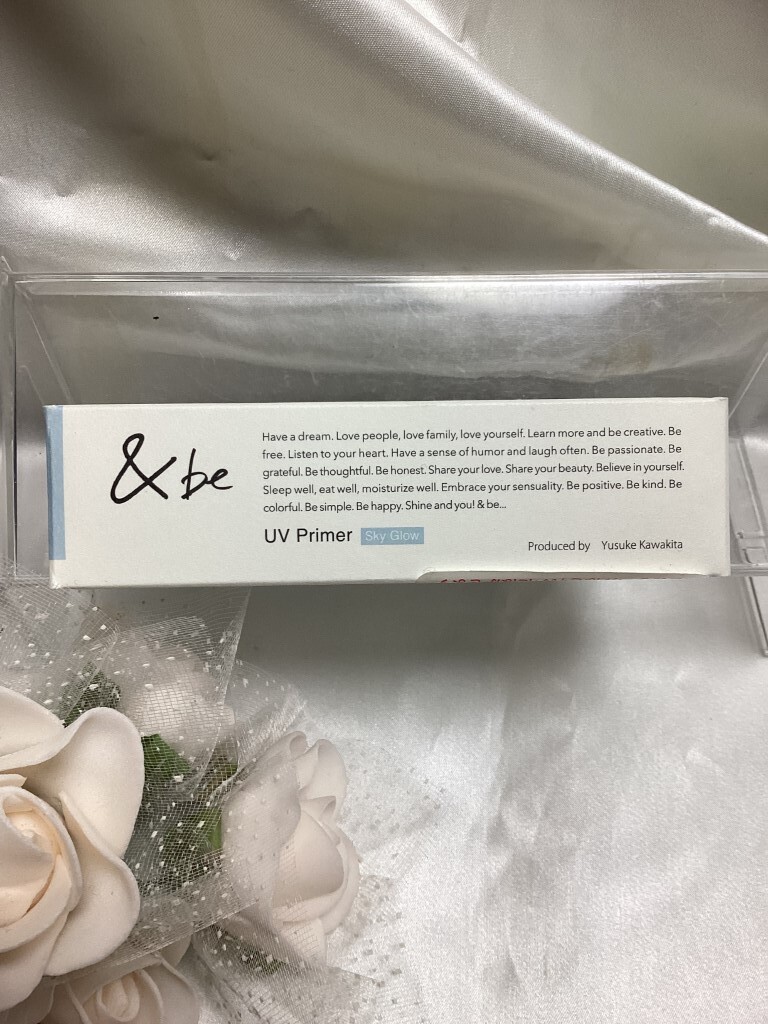 &be
Have a dream. Love people, love family, love yourself. Learn more and be creative. Be
free. Listen to your heart. Have a sense of humor and laugh often. Be passionate. Be
grateful. Be thoughtful. Be honest. Share your love. Share your beauty. Believe in yourself.
Sleep well, eat well, moisturize well. Embrace your sensuality. Be positive. Be kind. Be
colorful. Be simple. Be happy. Shine and you! & be...
UV Primer Sky Glow
Produced by Yusuke Kawakita